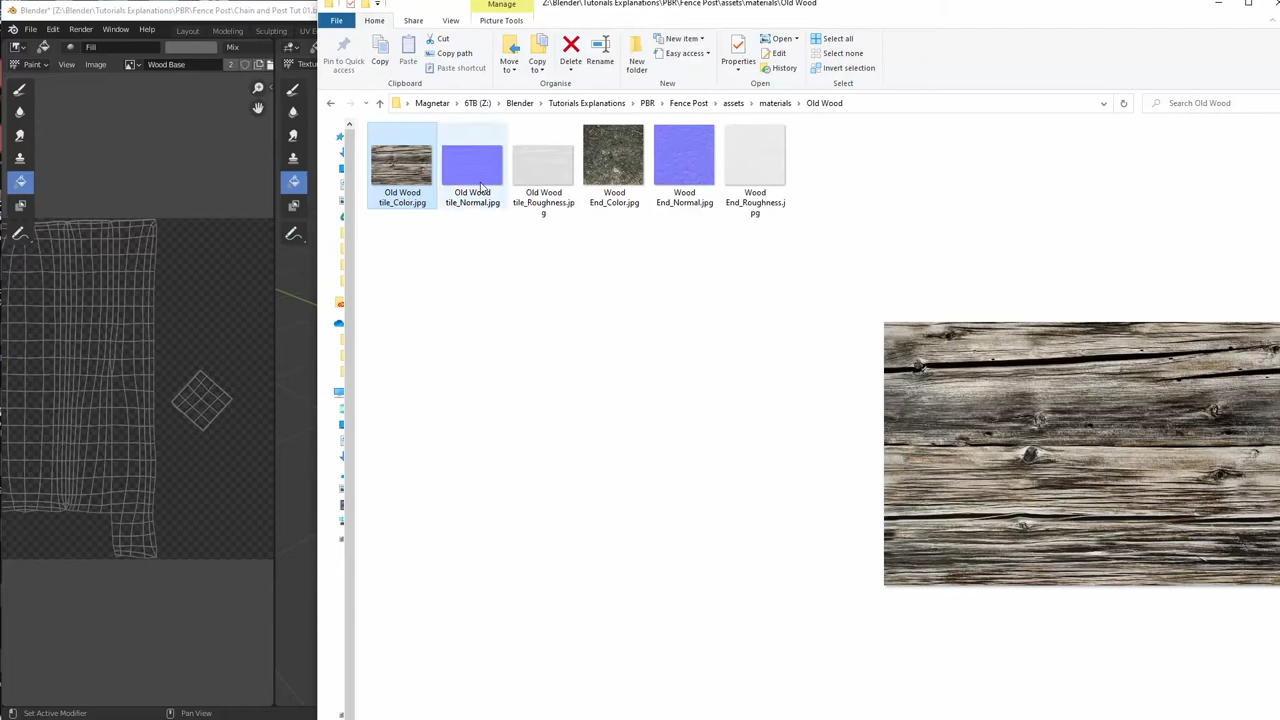 Blender* [Z:\Blender\Tutorials Explanations\PBR\Fence Post\Chain and Post Tut 01.b
Manage
Z:\Blender\Tutorials Explanations\PBR\Fence Post\assets\materials\Old Wood
File Edit Render Window Help Layout Modeling Sculpting UV E
File Home Share View Picture Tools
Fill Mix
Paint View Image Wood Base 2 Textu
Pin to Quick access
Copy
Paste
Cut
Copy path
Paste shortcut
Clipboard
Move to
Copy to
Delete
Rename
Organise
New folder
New item
Easy access
New
Properties
Open
Edit
History
Open
Select all
Select none
Invert selection
Select
Magnetar > 6TB (Z:) > Blender > Tutorials Explanations > PBR > Fence Post > assets > materials > Old Wood
Search Old Wood
Old Wood tile_Color.jpg
Old Wood tile_Normal.jpg
Old Wood tile_Roughness.jp
g
Wood End_Color.jpg
Wood End_Normal.jpg
Wood End_Roughness.j
pg
Set Active Modifier Pan View